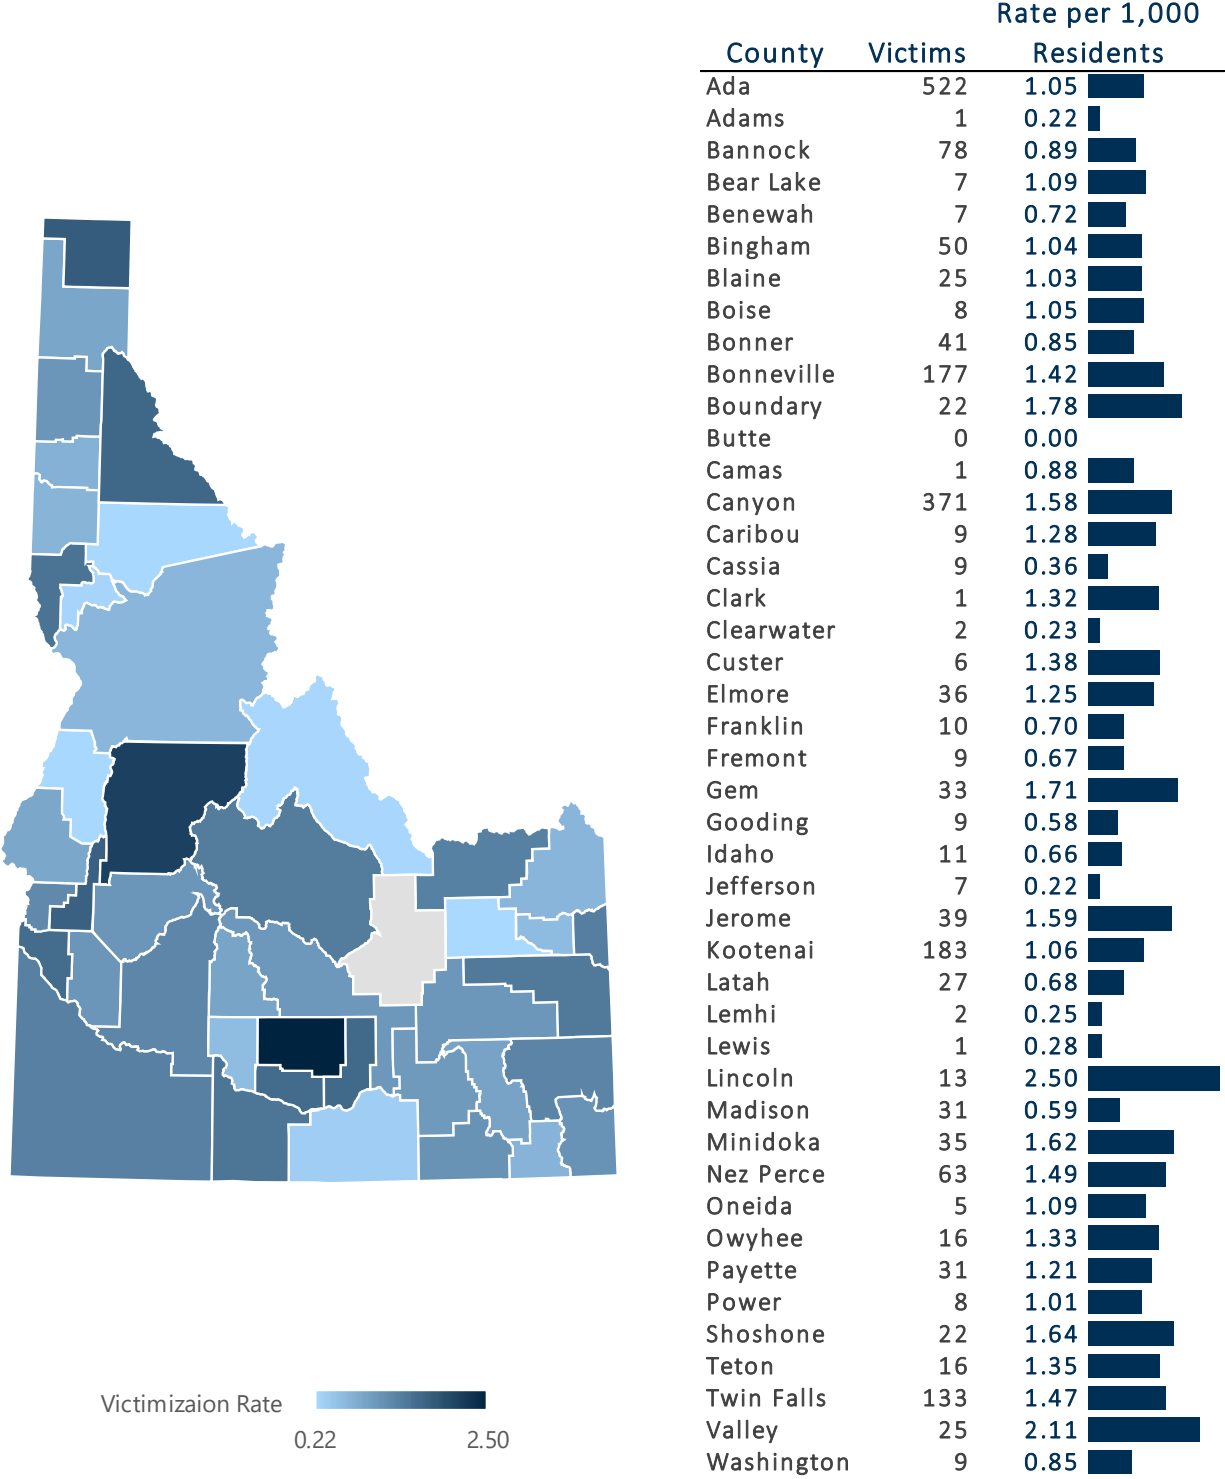 Rate per 1,000
County Victims Residents
Ada 522 1.05
Adams 1 0.22
Bannock 78 0.89
Bear Lake 7 1.09
Benewah 7 0.72
Bingham 50 1.04
Blaine 25 1.03
Boise 8 1.05
Bonner 41 0.85
Bonneville 177 1.42
Boundary 22 1.78
Butte 0 0.00
Camas 1 0.88
Canyon 371 1.58
Caribou 9 1.28
Cassia 9 0.36
Clark 1 1.32
Clearwater 2 0.23
Custer 6 1.38
Elmore 36 1.25
Franklin 10 0.70
Fremont 9 0.67
Gem 33 1.71
Gooding 9 0.58
Idaho 11 0.66
Jefferson 7 0.22
Jerome 39 1.59
Kootenai 183 1.06
Latah 27 0.68
Lemhi 2 0.25
Lewis 1 0.28
Lincoln 13 2.50
Madison 31 0.59
Minidoka 35 1.62
Nez Perce 63 1.49
Oneida 5 1.09
Owyhee 16 1.33
Payette 31 1.21
Power 8 1.01
Shoshone 22 1.64
Teton 16 1.35
Twin Falls 133 1.47
Valley 25 2.11
Washington 9 0.85
Victimizaion Rate
0.22 2.50